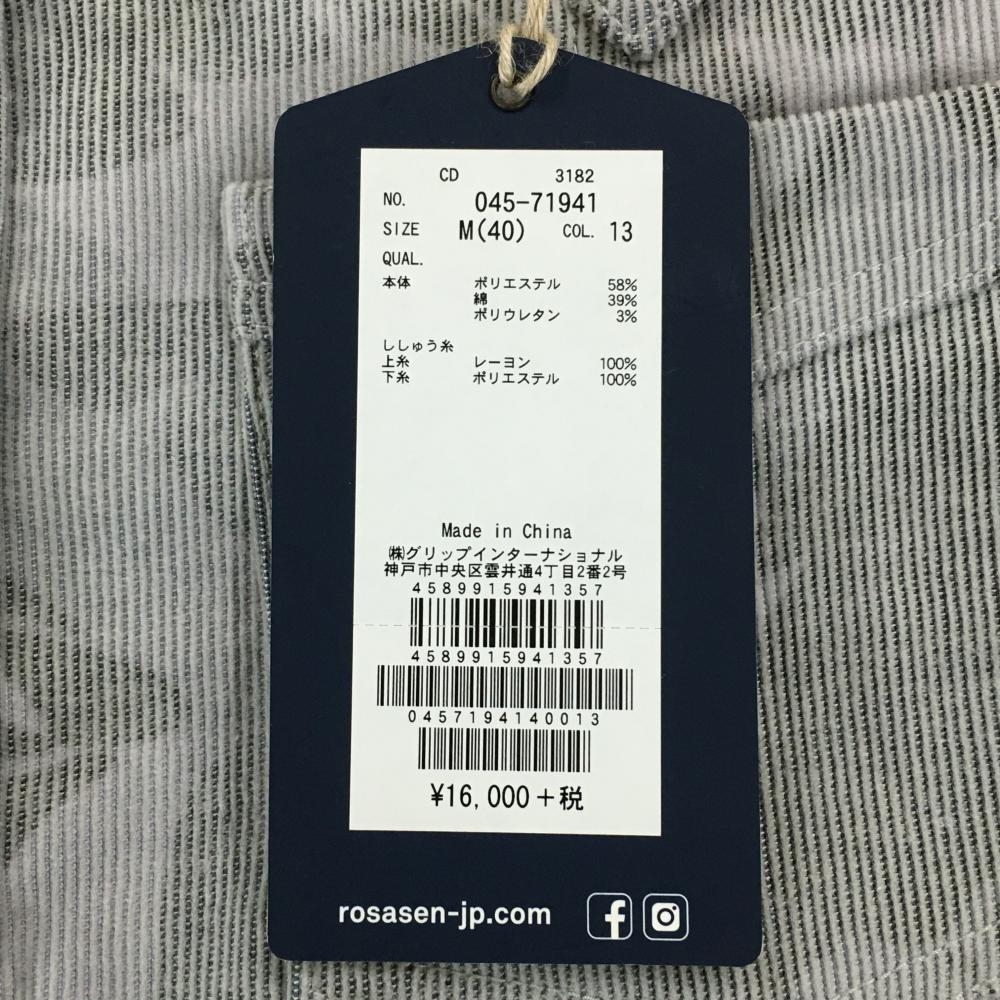 CD 3182
NO. 045-71941
SIZE M(40) COL. 13
QUAL.
本体 ポリエステル 58%
綿 39%
ポリウレタン 3%
ししゅう糸
上糸 レーヨン 100%
下糸 ポリエステル 100%
Made in China
㈱グリップインターナショナル
神戸市中央区雲井通4丁目2番2号
4589915941357
4589915941357
0457194140013
¥16,000+税
rosasen-jp.com